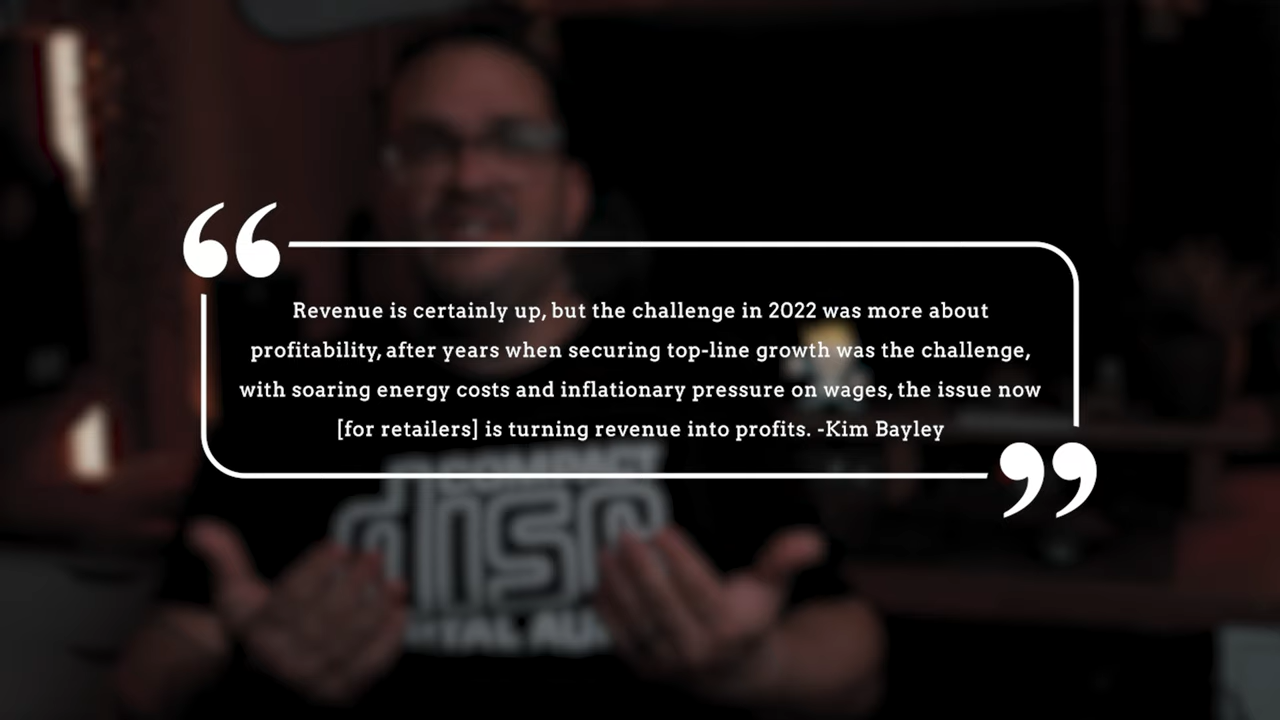 Revenue is certainly up, but the challenge in 2022 was more about
profitability, after years when securing top-line growth was the challenge,
with soaring energy costs and inflationary pressure on wages, the issue now
[for retailers] is turning revenue into profits. -Kim Bayley
COMPACT
disc